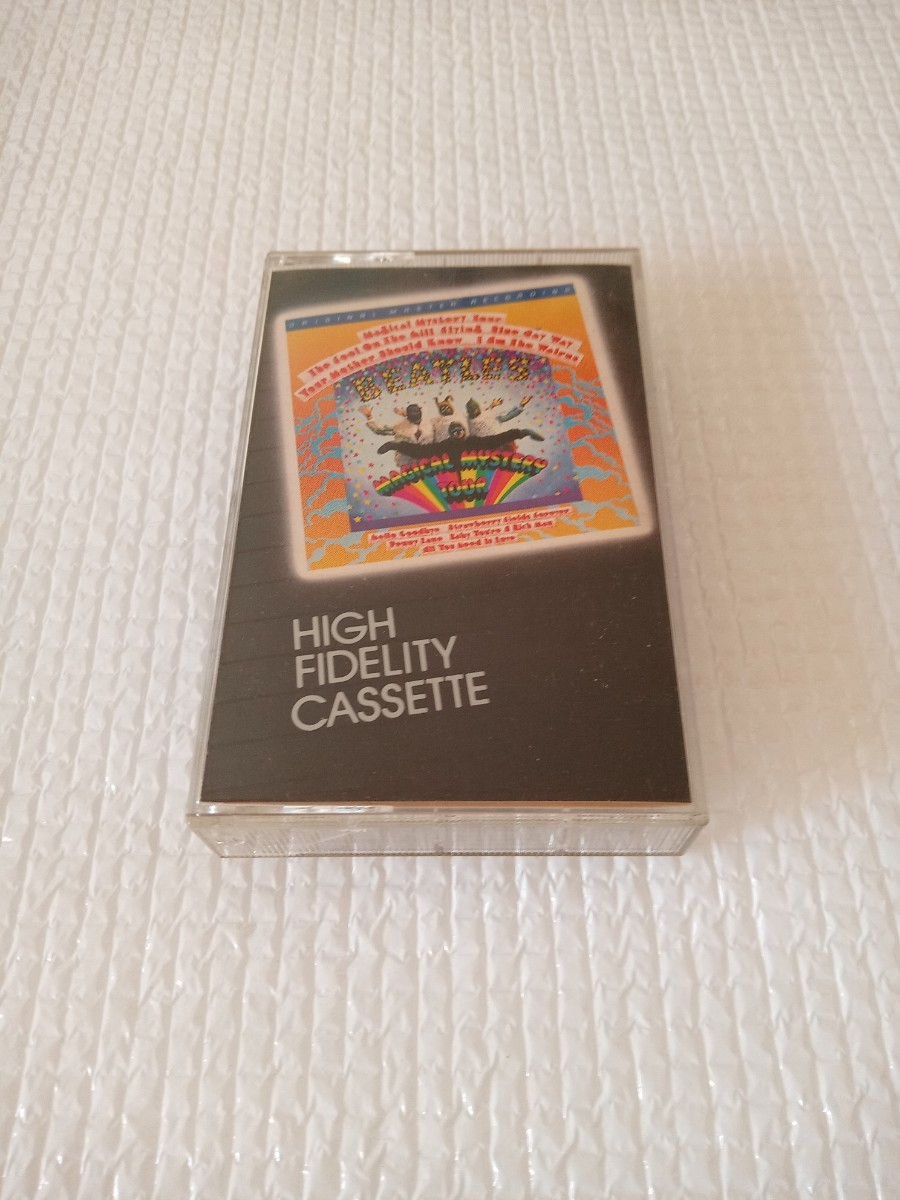 ORIGINAL MASTER RECORDING
Magical Mystery Tour
The Fool On The Hill Flying Blue Jay Way
Your Mother Should Know I Am The Walrus
BEATLES
MAGICAL MYSTERY
TOUR
Hello Goodbye Strawberry Fields Forever
Penny Lane Baby You're A Rich Man
All You Need Is Love
HIGH
FIDELITY
CASSETTE